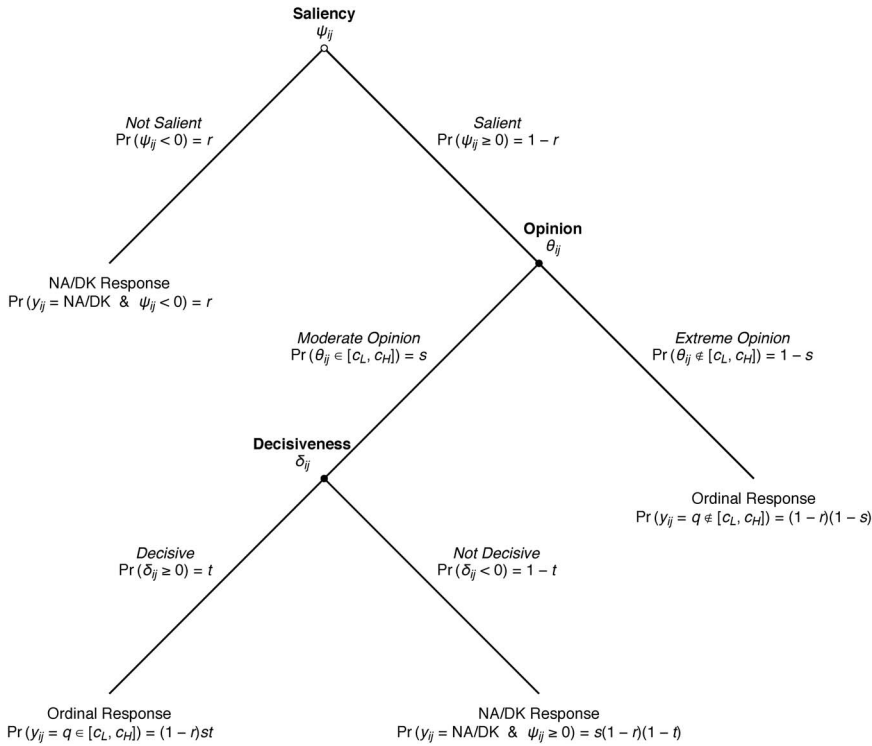 Saliency
ψij
Not Salient
Pr(ψij < 0) = r
Salient
Pr(ψij ≥ 0) = 1 − r
Opinion
θij
NA/DK Response
Pr(yij = NA/DK & ψij < 0) = r
Moderate Opinion
Pr(θij ∈ [cL, cH]) = s
Extreme Opinion
Pr(θij ∉ [cL, cH]) = 1 − s
Decisiveness
δij
Ordinal Response
Pr(yij = q ∉ [cL, cH]) = (1 − r)(1 − s)
Decisive
Pr(δij ≥ 0) = t
Not Decisive
Pr(δij < 0) = 1 − t
Ordinal Response
Pr(yij = q ∈ [cL, cH]) = (1 − r)st
NA/DK Response
Pr(yij = NA/DK & ψij ≥ 0) = s(1 − r)(1 − t)